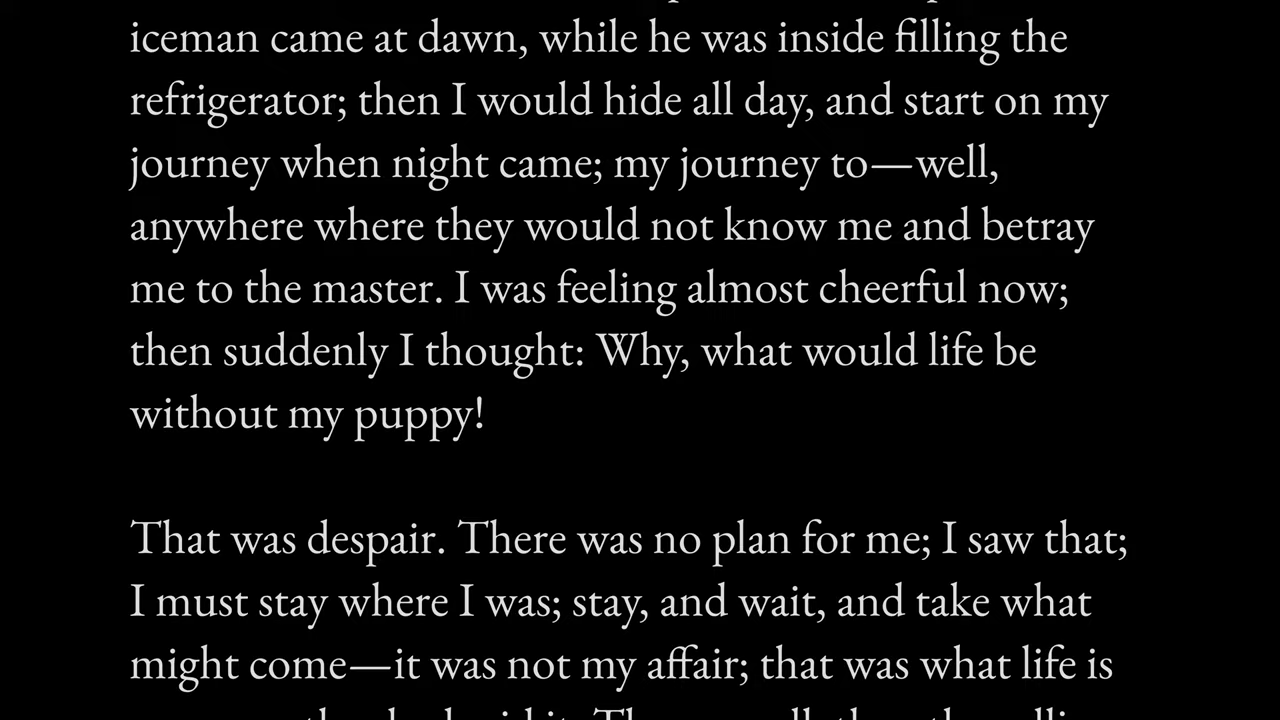 iceman came at dawn, while he was inside filling the
refrigerator; then I would hide all day, and start on my
journey when night came; my journey to—well,
anywhere where they would not know me and betray
me to the master. I was feeling almost cheerful now;
then suddenly I thought: Why, what would life be
without my puppy!
That was despair. There was no plan for me; I saw that;
I must stay where I was; stay, and wait, and take what
might come—it was not my affair; that was what life is